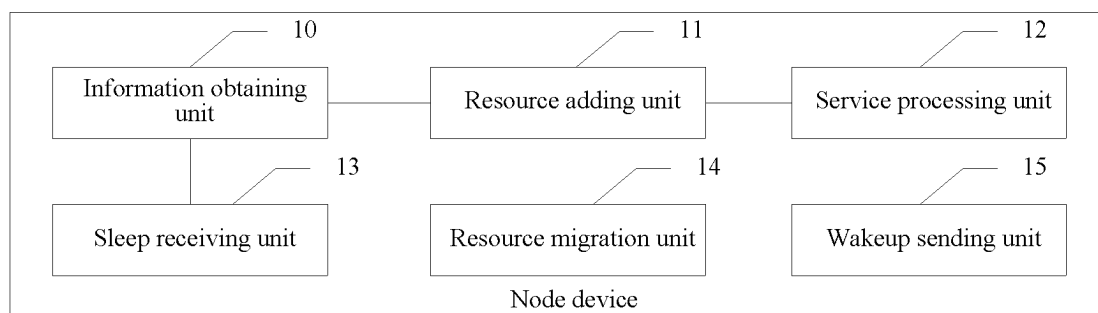 10
11
12
Information obtaining
unit
Resource adding unit
Service processing unit
13
14
15
Sleep receiving unit
Resource migration unit
Wakeup sending unit
Node device